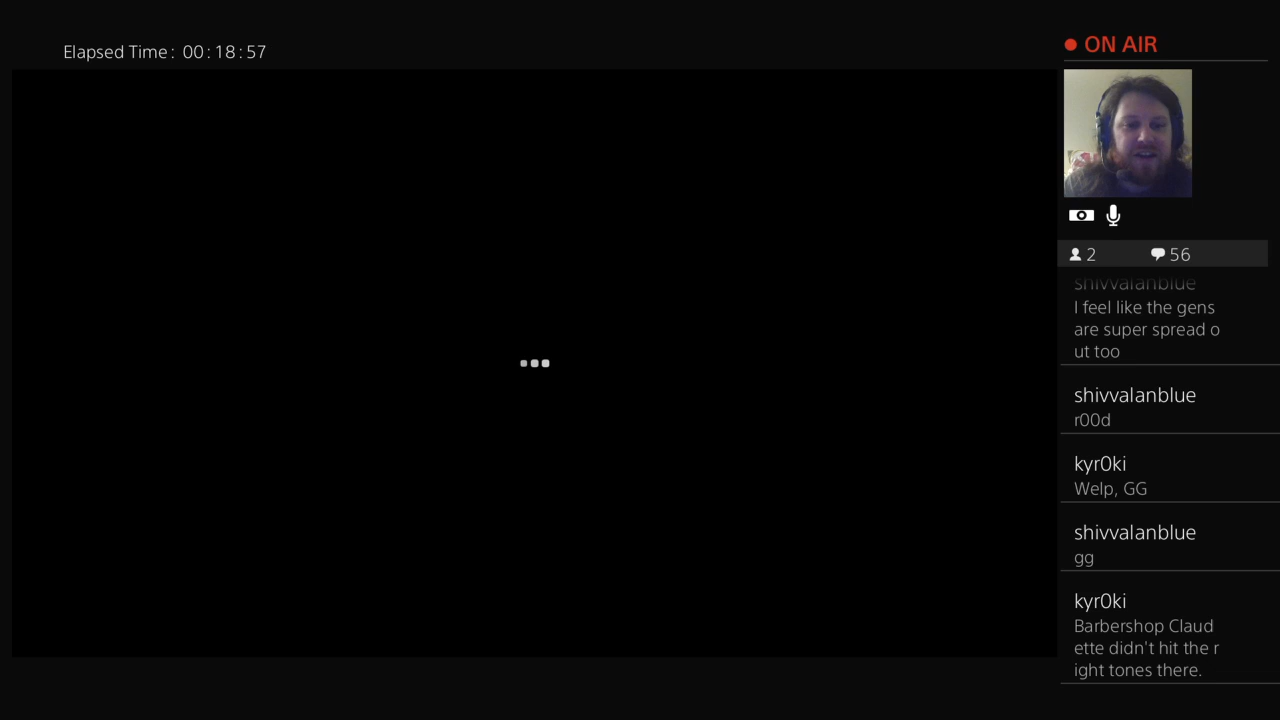 Elapsed Time: 00:18:57
ON AIR
2
56
shivvalanblue
I feel like the gens
are super spread o
ut too
shivvalanblue
r00d
kyr0ki
Welp, GG
shivvalanblue
gg
kyr0ki
Barbershop Claud
ette didn't hit the r
ight tones there.